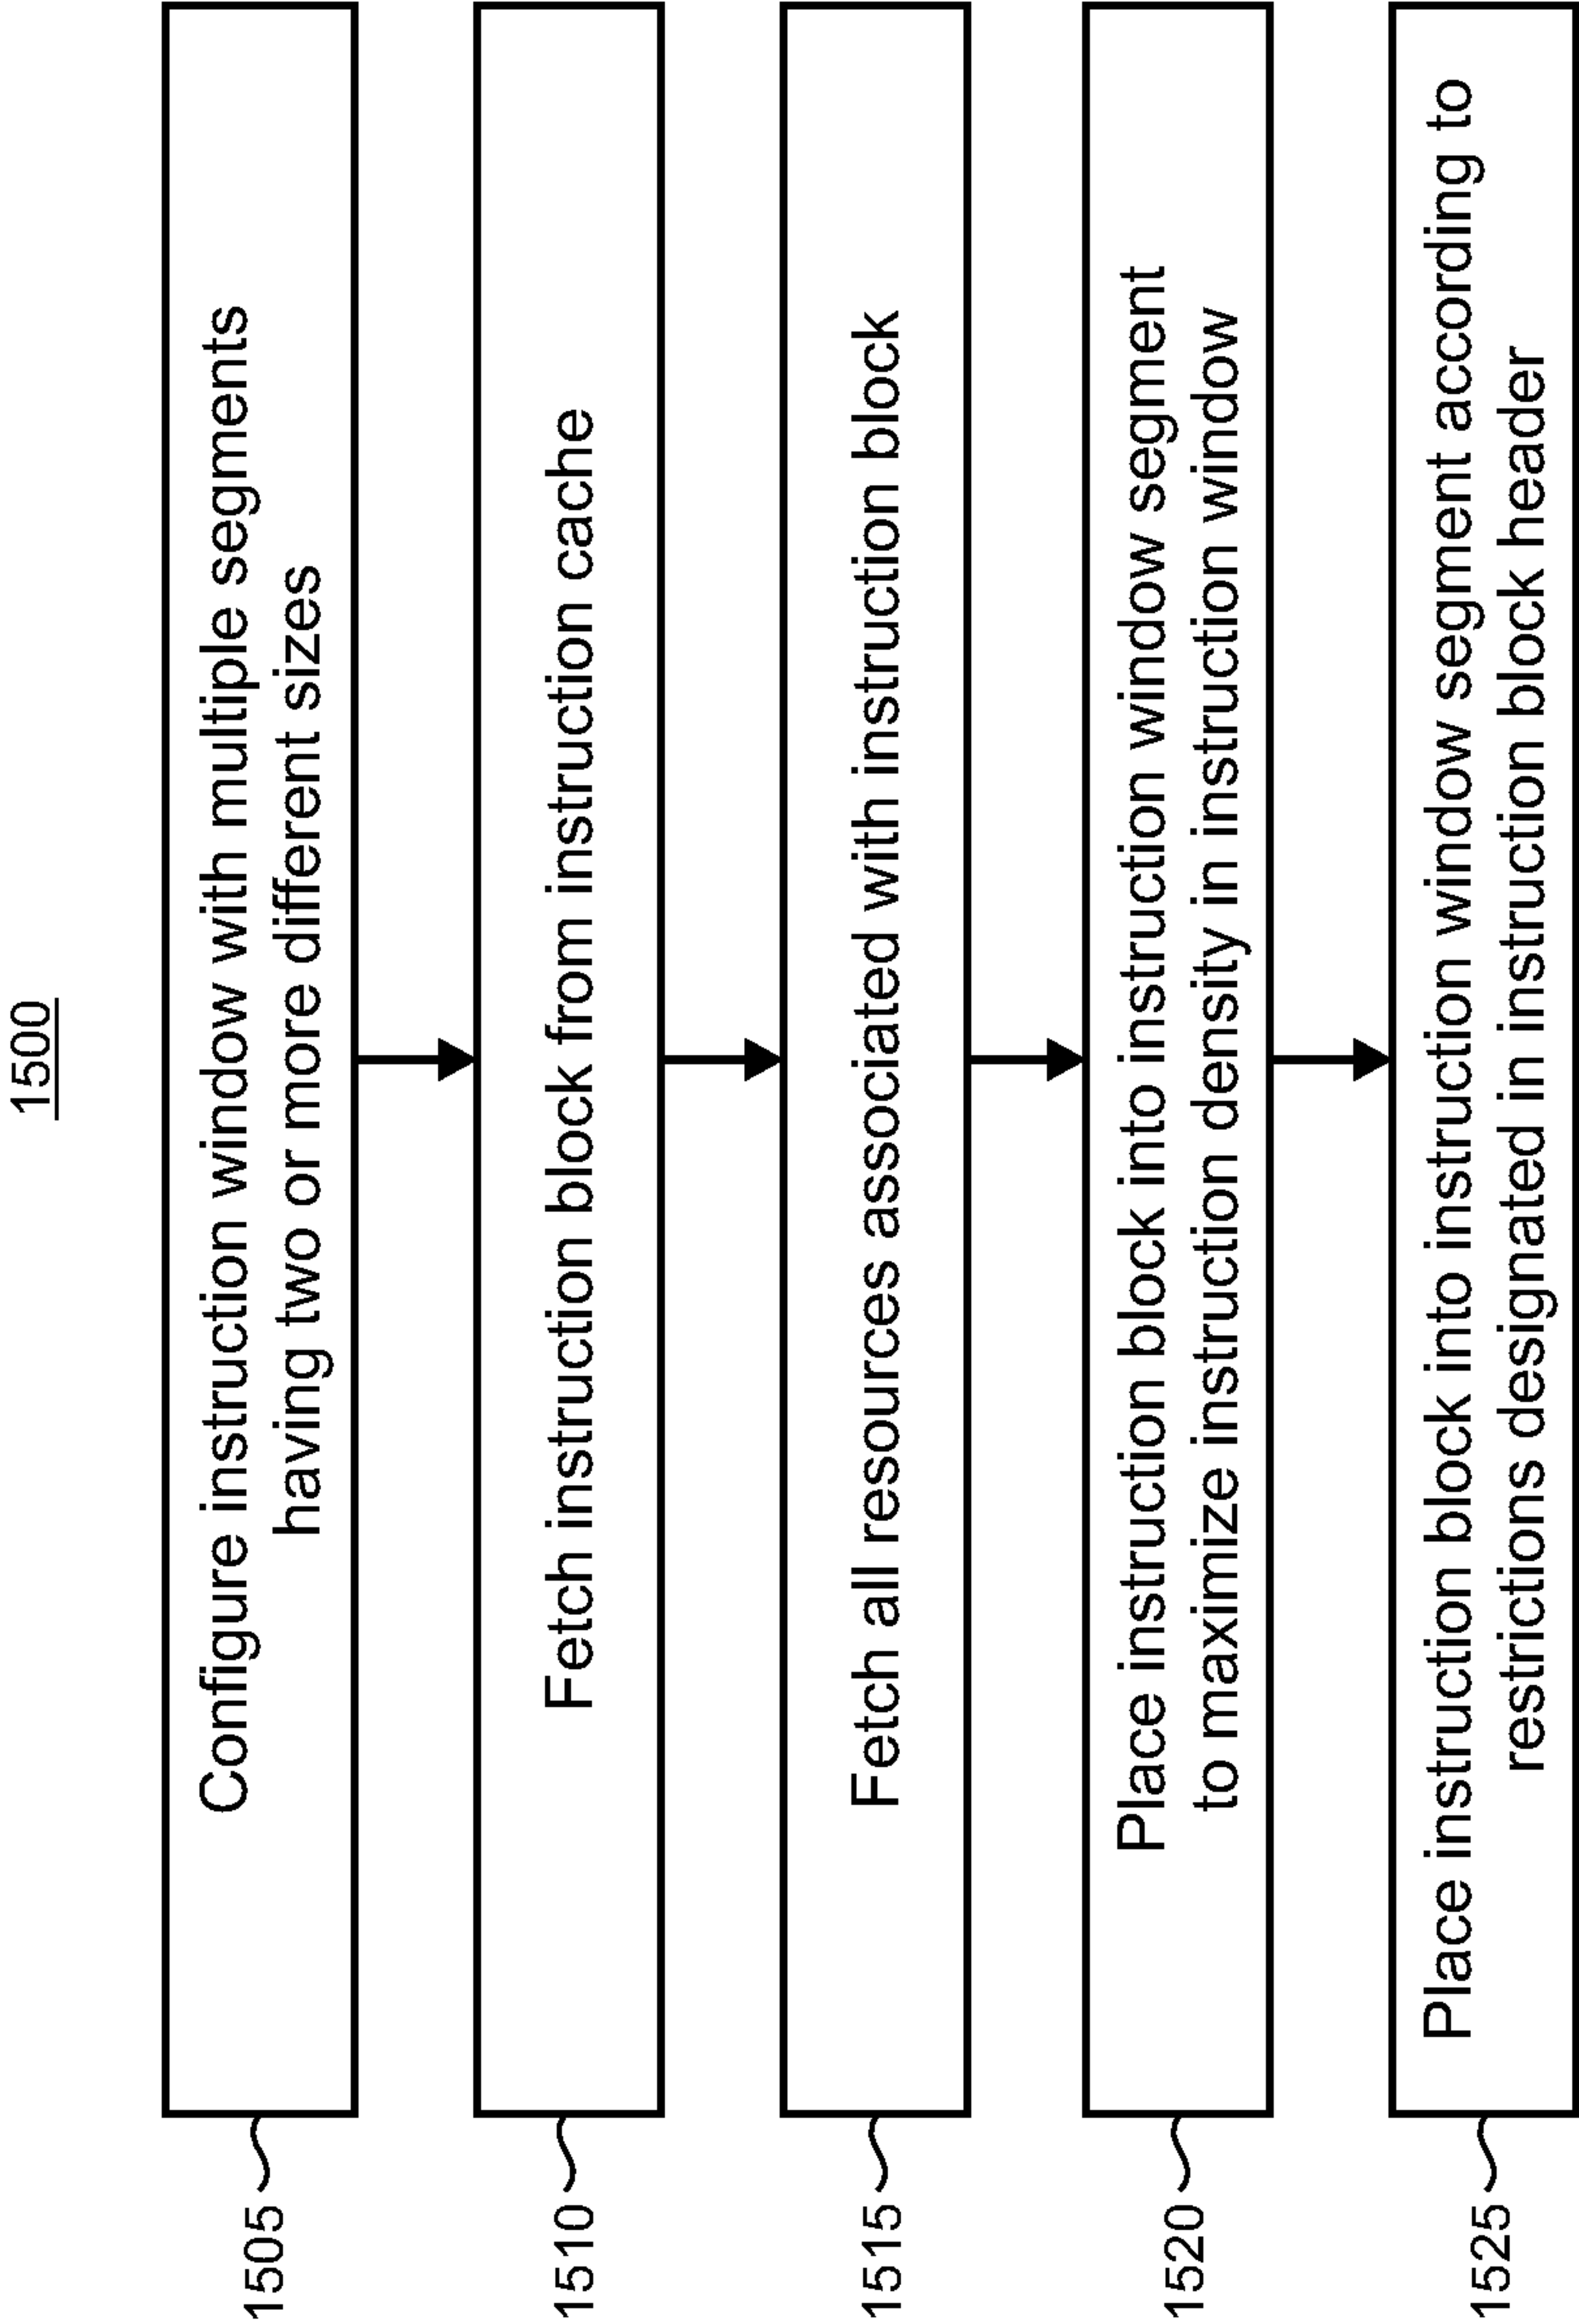 1500
1505
Configure instruction window with multiple segments
having two or more different sizes
1510
Fetch instruction block from instruction cache
1515
Fetch all resources associated with instruction block
1520
Place instruction block into instruction window segment
to maximize instruction density in instruction window
1525
Place instruction block into instruction window segment according to
restrictions designated in instruction block header